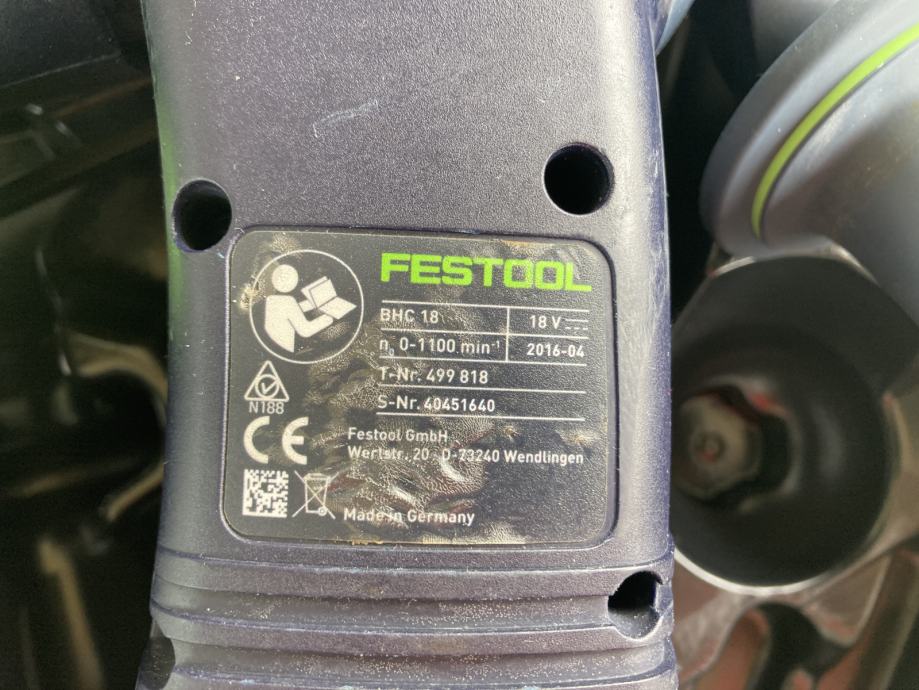 FESTOOL
BHC 18 18 V
n₀ 0-1100 min⁻¹ 2016-04
T-Nr. 499 818
S-Nr. 40451640
N188
CE
Festool GmbH
Wertstr. 20 D-73240 Wendlingen
Made in Germany